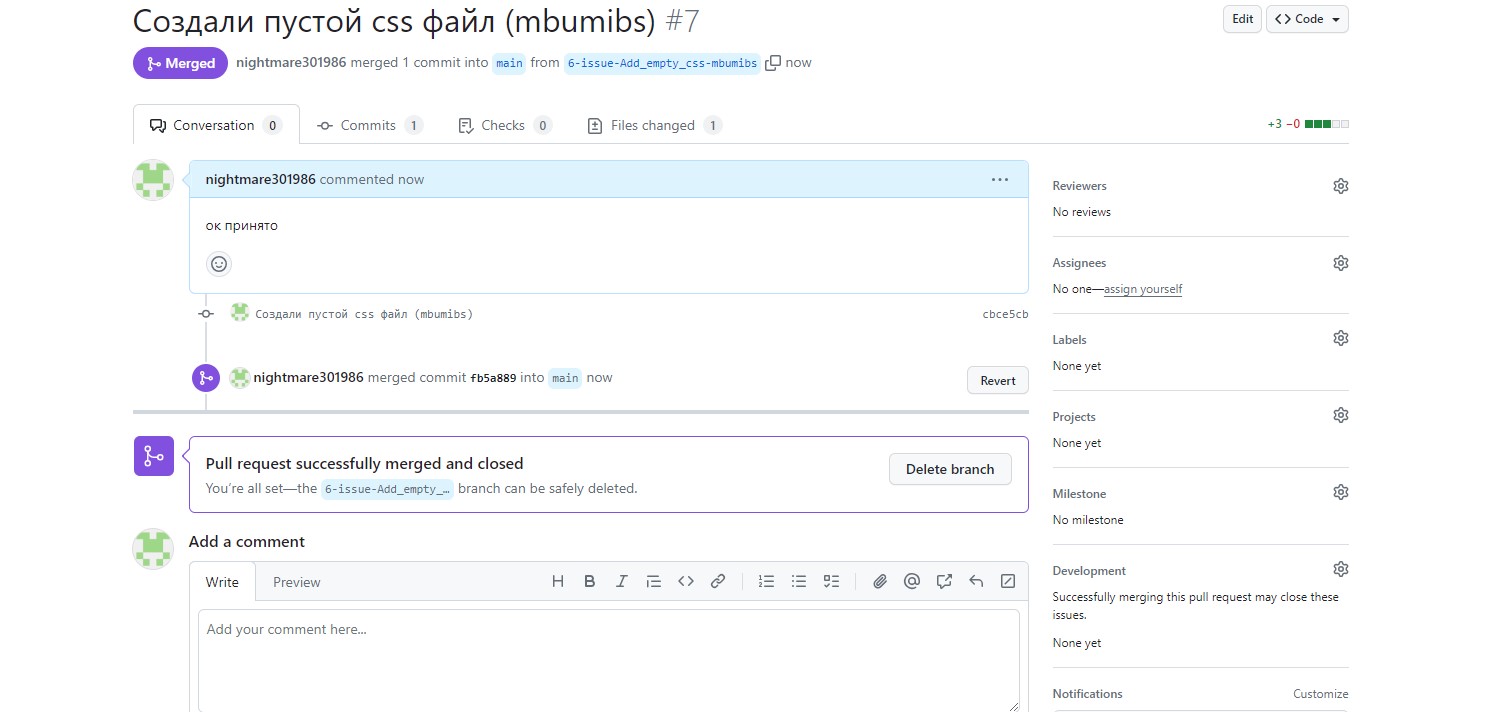 Создали пустой css файл (mbumibs) #7
Edit
Code
Merged nightmare301986 merged 1 commit into main from 6-issue-Add_empty_css-mbumibs now
Conversation 0 Commits 1 Checks 0 Files changed 1
+3 −0
nightmare301986 commented now
ок принято
Создали пустой css файл (mbumibs) cbce5cb
nightmare301986 merged commit fb5a889 into main now
Revert
Pull request successfully merged and closed
You're all set—the 6-issue-Add_empty_… branch can be safely deleted.
Delete branch
Add a comment
Write Preview
Add your comment here...
Reviewers
No reviews
Assignees
No one—assign yourself
Labels
None yet
Projects
None yet
Milestone
No milestone
Development
Successfully merging this pull request may close these
issues.
None yet
Notifications Customize